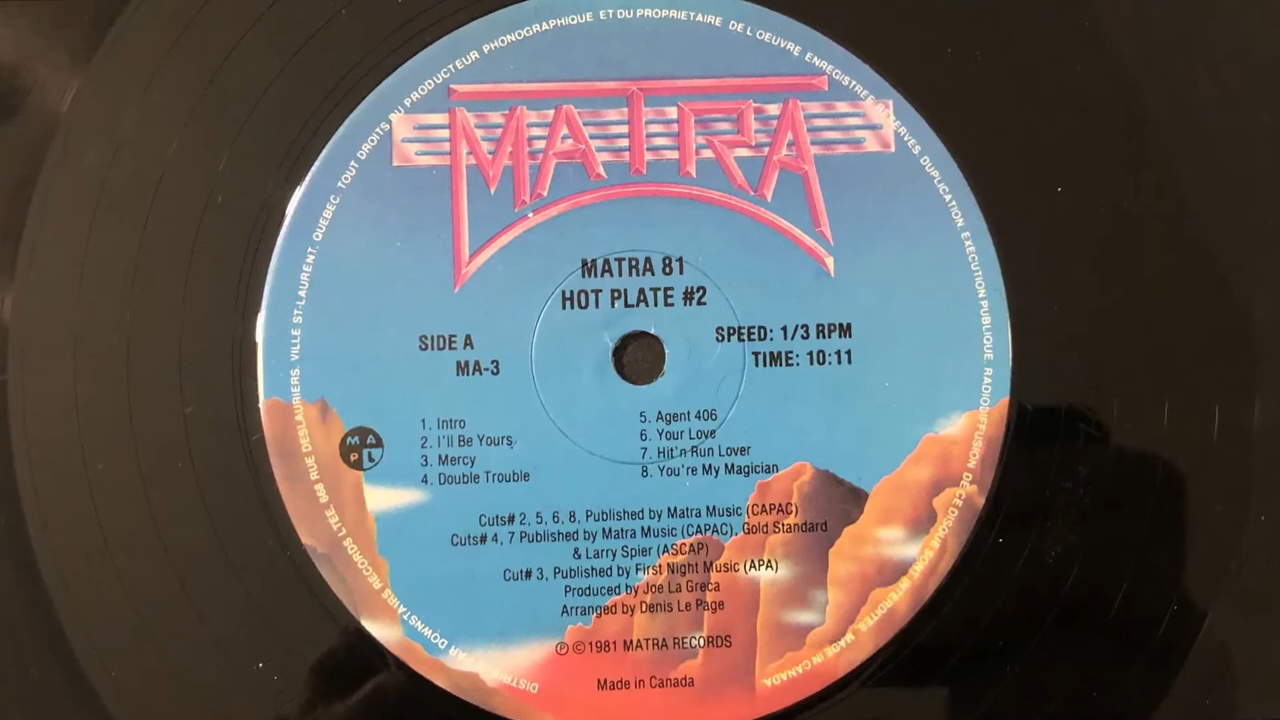 TOUT DROITS DU PRODUCTEUR PHONOGRAPHIQUE ET DU PROPRIETAIRE DE L'OEUVRE ENREGISTREE RESERVES. DUPLICATION, EXECUTION PUBLIQUE, RADIODIFFUSION DE CE DISQUE SONT INTERDITES. MADE IN CANADA.
MATRA
MATRA 81
HOT PLATE #2
SIDE A
MA-3
SPEED: 1/3 RPM
TIME: 10:11
MAPL
1. Intro
2. I'll Be Yours
3. Mercy
4. Double Trouble
5. Agent 406
6. Your Love
7. Hit'n Run Lover
8. You're My Magician
Cuts# 2, 5, 6, 8, Published by Matra Music (CAPAC)
Cuts# 4, 7 Published by Matra Music (CAPAC), Gold Standard
& Larry Spier (ASCAP)
Cut# 3, Published by First Night Music (APA)
Produced by Joe La Greca
Arranged by Denis Le Page
℗ ©1981 MATRA RECORDS
Made in Canada
DOWNSTAIRS RECORDS LTEE, 668 RUE DESLAURIERS, VILLE ST-LAURENT, QUEBEC.